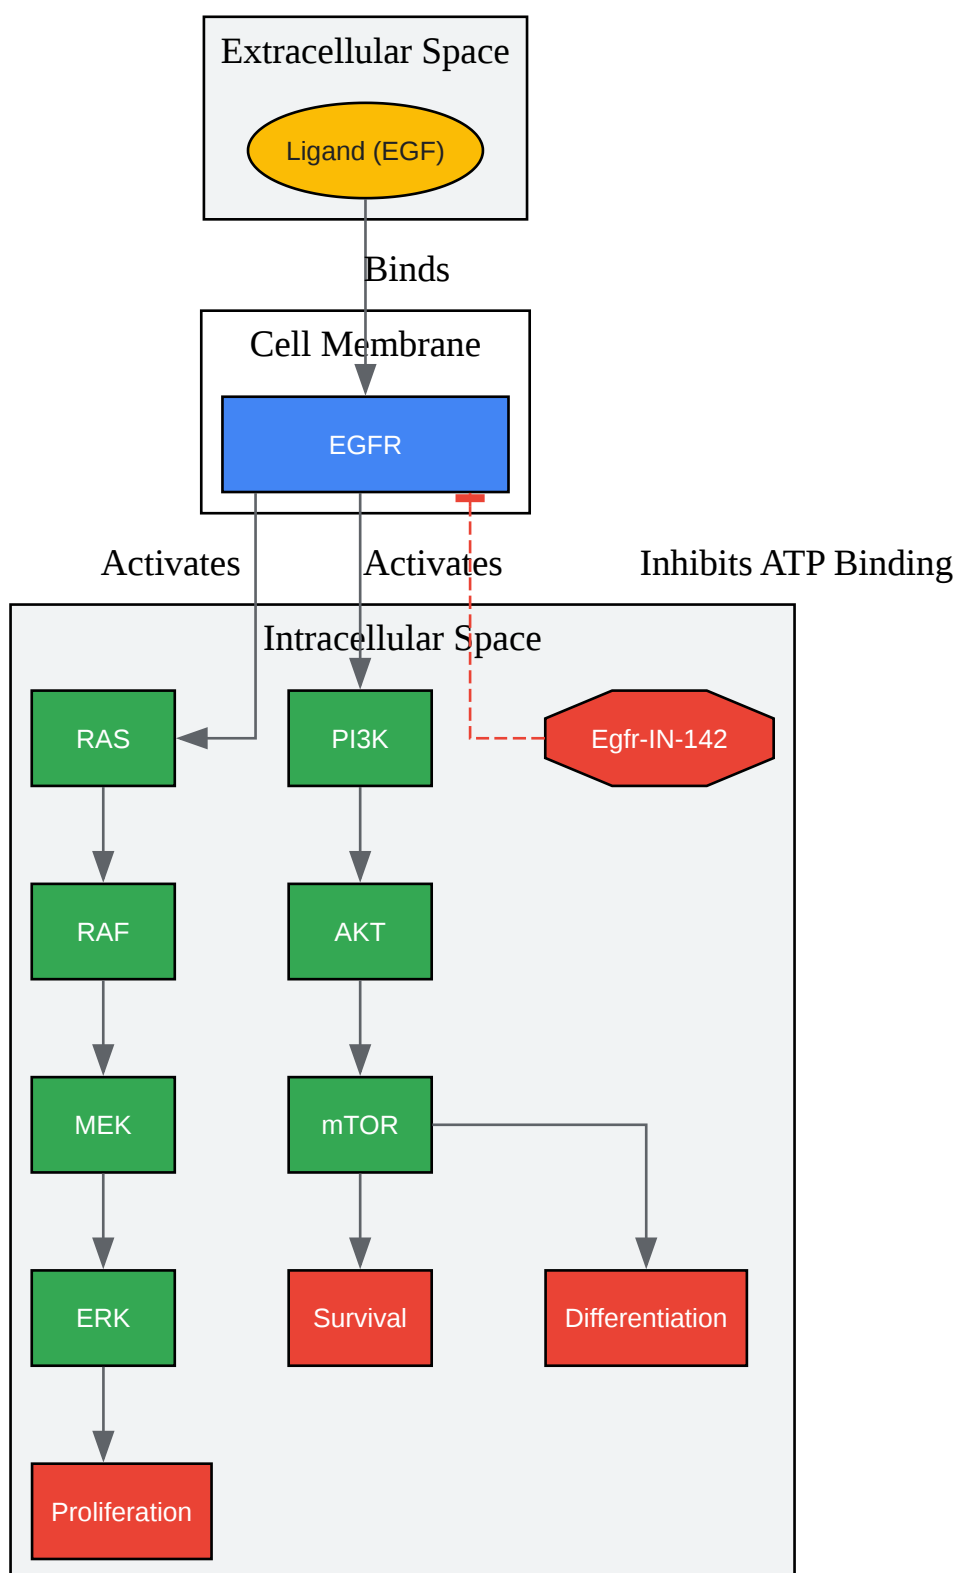 Extracellular Space
Ligand (EGF)
Binds
Cell Membrane
EGFR
Activates
Activates
Inhibits ATP Binding
Intracellular Space
RAS
PI3K
Egfr-IN-142
RAF
AKT
MEK
mTOR
ERK
Survival
Differentiation
Proliferation